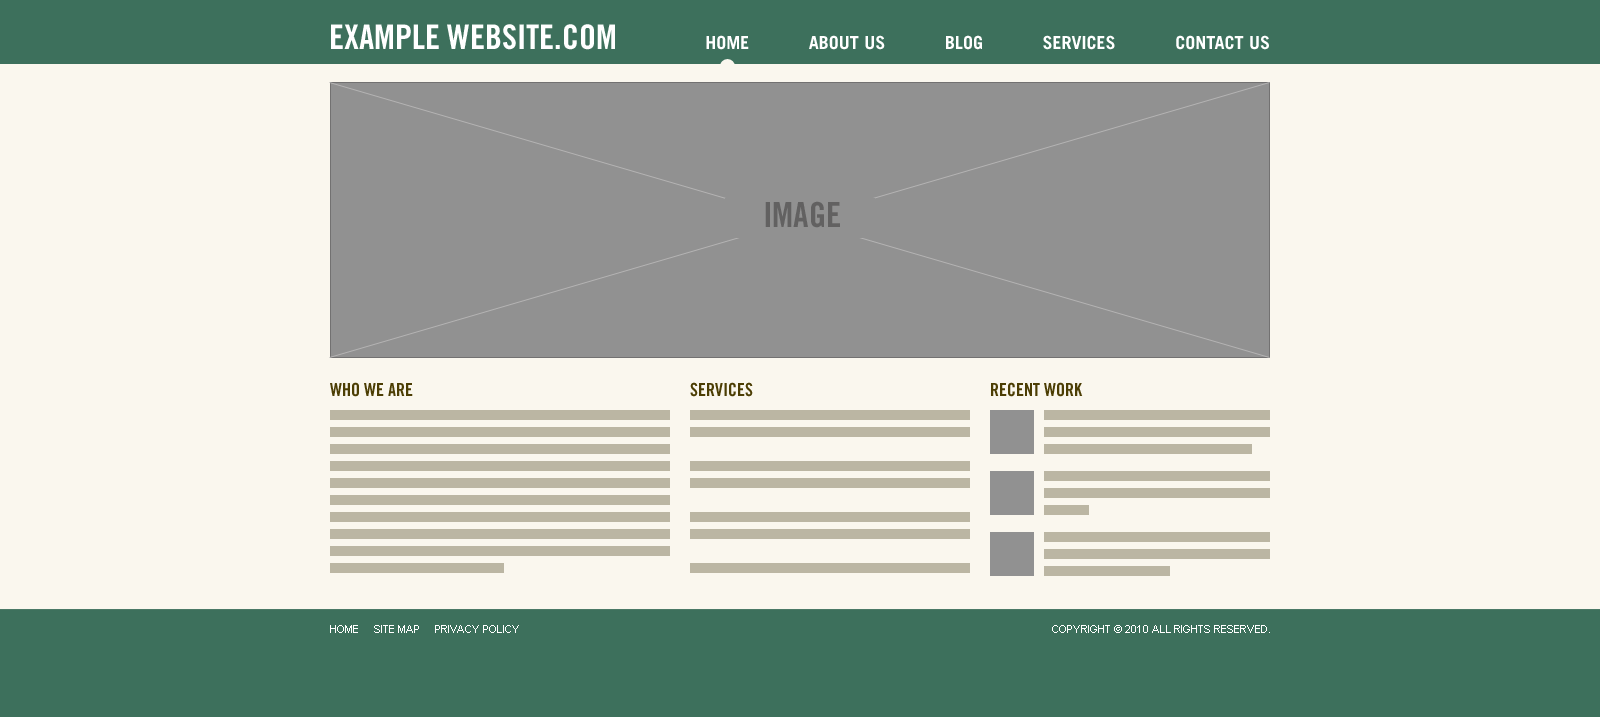 EXAMPLE WEBSITE.COM
HOME ABOUT US BLOG SERVICES CONTACT US
IMAGE
WHO WE ARE
SERVICES
RECENT WORK
HOME SITE MAP PRIVACY POLICY
COPYRIGHT © 2010 ALL RIGHTS RESERVED.